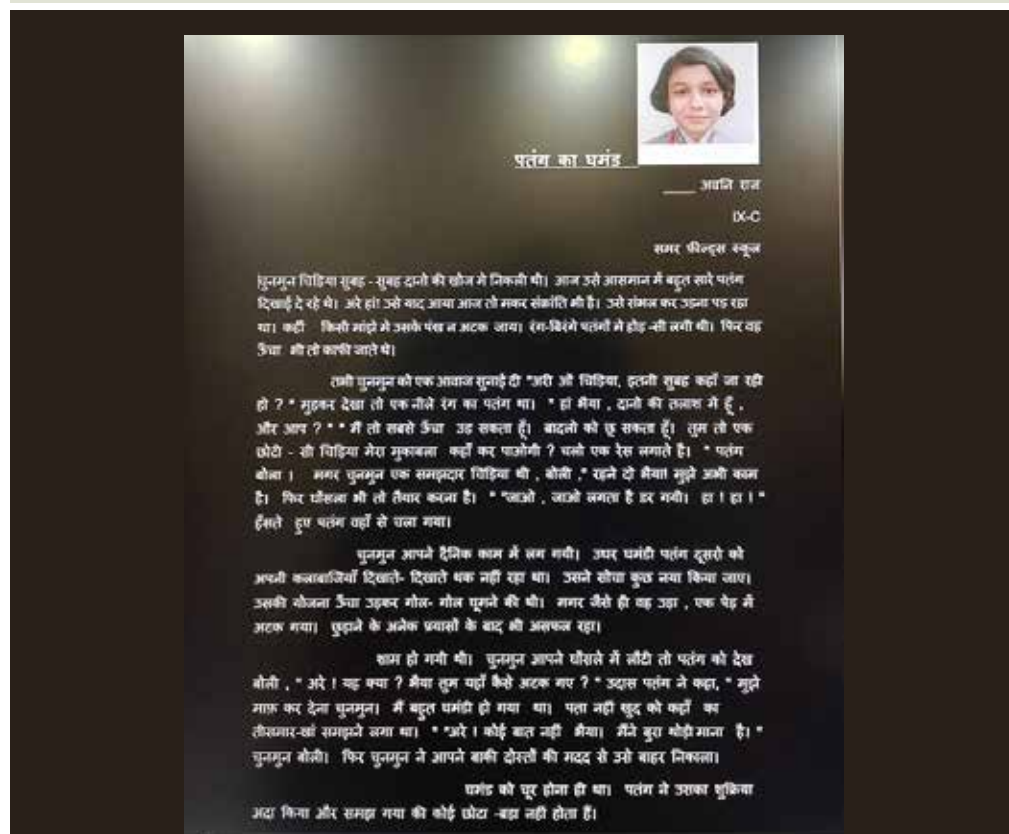 पतंग का घमंड
____ अवनि राज
IX-C
समर फील्ड्स स्कूल
चुनमुन चिड़िया सुबह - सुबह दानो की खोज मे निकली थी। आज उसे आसमान में बहुत सारे पतंग
दिखाई दे रहे थे। अरे हां! उसे याद आया आज तो मकर संक्रांति भी है। उसे संभल कर उड़ना पड़ रहा
था। कहीं किसी मांझे मे उसके पंख न अटक जाय। रंग-बिरंगे पतंगों मे होड़ -सी लगी थी। फिर वह
ऊँचा भी तो काफी जाते थे।
तभी चुनमुन को एक आवाज सुनाई दी "अरी ओ चिड़िया, इतनी सुबह कहाँ जा रही
हो ? " मुड़कर देखा तो एक नीले रंग का पतंग था। " हां भैया , दानो की तलाश में हूँ ,
और आप ? " " मैं तो सबसे ऊँचा उड़ सकता हूँ। बादलो को छू सकता हूँ। तुम तो एक
छोटी - सी चिड़िया मेरा मुकाबला कहाँ कर पाओगी ? चलो एक रेस लगाते है। " पतंग
बोला । मगर चुनमुन एक समझदार चिड़िया थी , बोली ," रहने दो भैया! मुझे अभी काम
है। फिर घोंसला भी तो तैयार करना है। " "जाओ , जाओ लगता है डर गयी। हा ! हा । "
हँसते हुए पतंग वहाँ से चला गया।
चुनमुन आपने दैनिक काम में लग गयी। उधर घमंडी पतंग दूसरो को
अपनी कलाबाजियाँ दिखाते- दिखाते थक नहीं रहा था। उसने सोचा कुछ नया किया जाए।
उसकी योजना ऊँचा उड़कर गोल- गोल घूमने की थी। मगर जैसे ही वह उड़ा , एक पेड़ में
अटक गया। छुड़ाने के अनेक प्रयासों के बाद भी असफल रहा।
शाम हो गयी थी। चुनमुन आपने घोंसले में लौटी तो पतंग को देख
बोली , " अरे ! यह क्या ? भैया तुम यहाँ कैसे अटक गए ? " उदास पतंग ने कहा, " मुझे
माफ़ कर देना चुनमुन। मैं बहुत घमंडी हो गया था। पता नही खुद को कहाँ का
तीसमार-खां समझने लगा था। " "अरे ! कोई बात नहीं भैया। मैंने बुरा थोड़ी माना है। "
चुनमुन बोली। फिर चुनमुन ने आपने बाकी दोस्तों की मदद से उसे बाहर निकाला।
घमंड को चूर होना ही था। पतंग ने उसका शुक्रिया
अदा किया और समझ गया की कोई छोटा -बड़ा नही होता हैं।